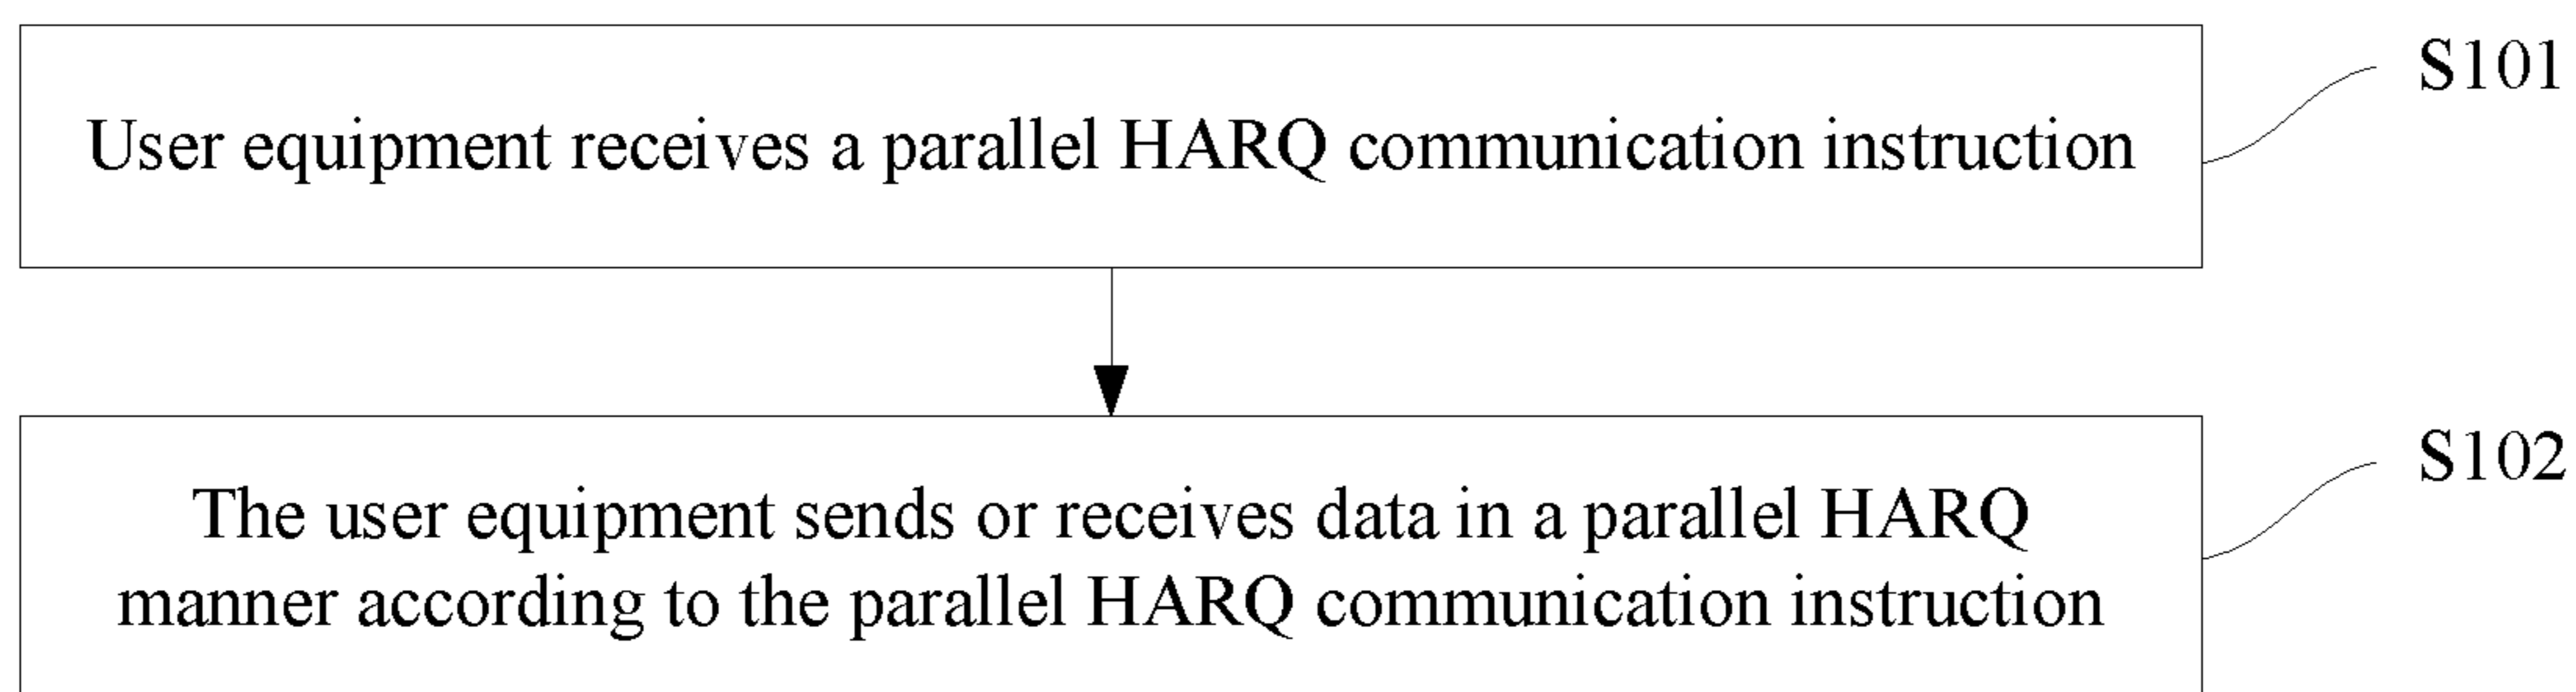 User equipment receives a parallel HARQ communication instruction
S101
The user equipment sends or receives data in a parallel HARQ
manner according to the parallel HARQ communication instruction
S102